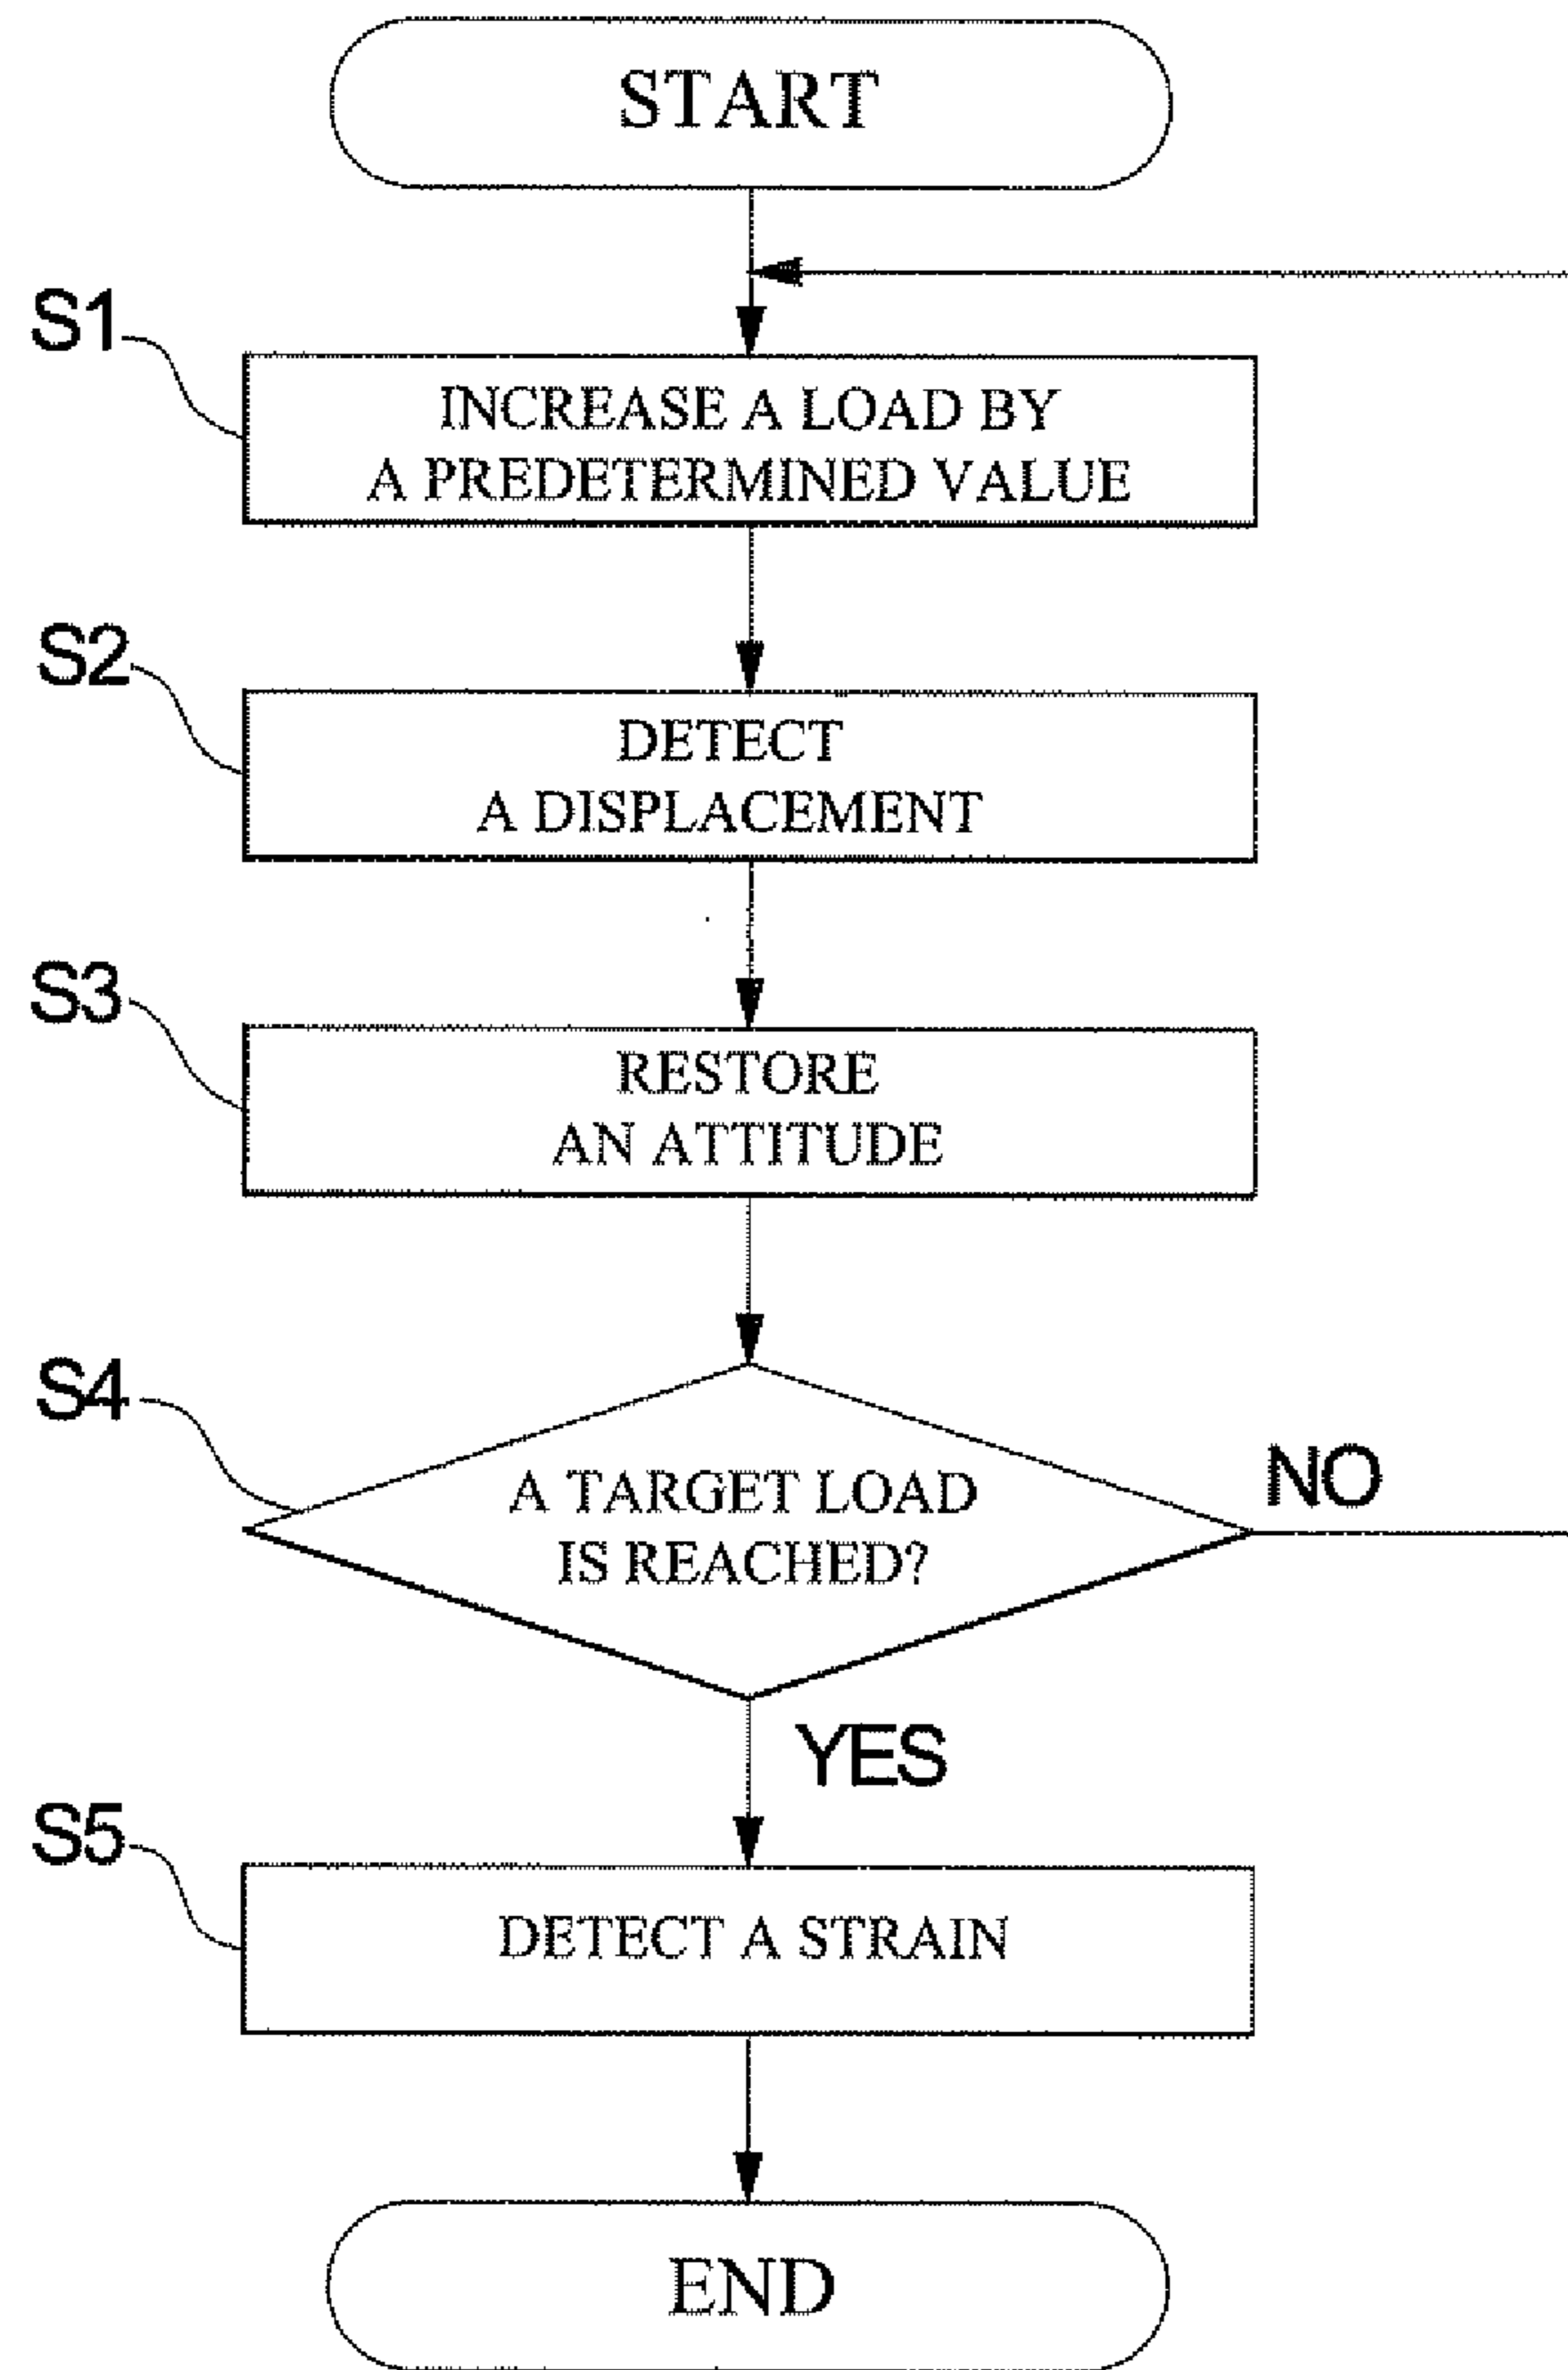 START
S1
INCREASE A LOAD BY
A PREDETERMINED VALUE
S2
DETECT
A DISPLACEMENT
S3
RESTORE
AN ATTITUDE
S4
A TARGET LOAD
IS REACHED?
NO
YES
S5
DETECT A STRAIN
END